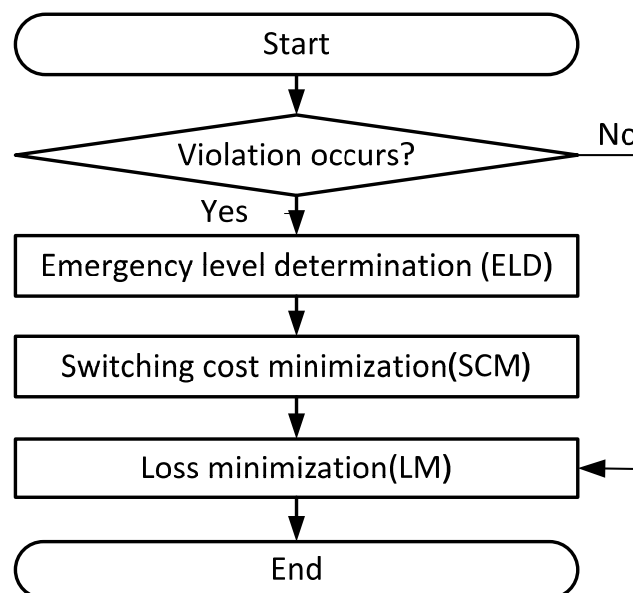 Start
Violation occurs?
No
Yes
Emergency level determination (ELD)
Switching cost minimization(SCM)
Loss minimization(LM)
End